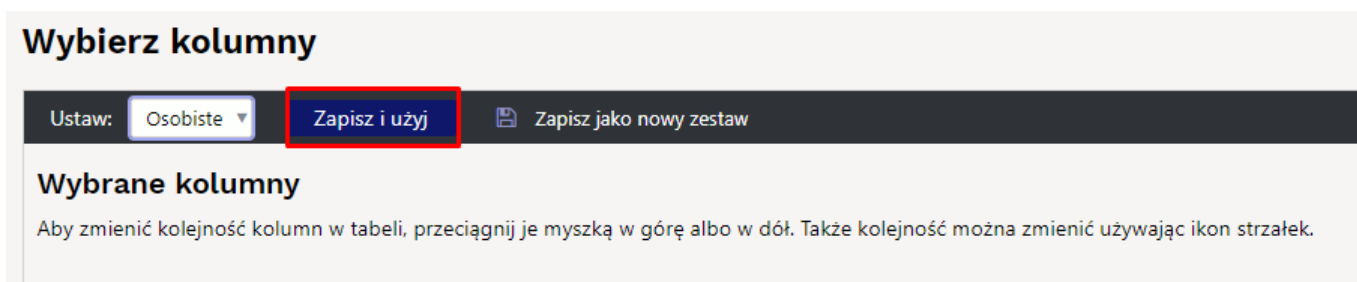 Wybierz kolumny
Ustaw: Osobiste Zapisz i użyj Zapisz jako nowy zestaw
Wybrane kolumny
Aby zmienić kolejność kolumn w tabeli, przeciągnij je myszką w górę albo w dół. Także kolejność można zmienić używając ikon strzałek.